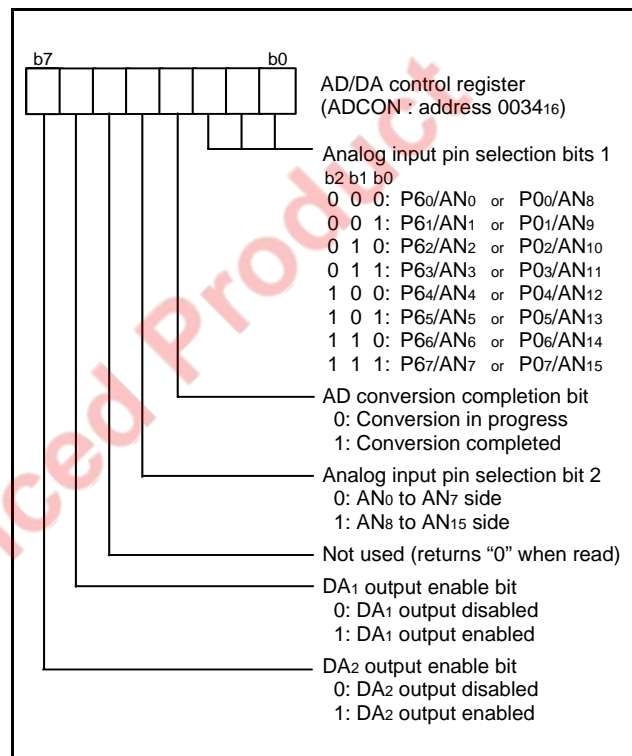 b7 b0
AD/DA control register
(ADCON : address 003416)
Analog input pin selection bits 1
b2 b1 b0
0 0 0: P60/AN0 or P00/AN8
0 0 1: P61/AN1 or P01/AN9
0 1 0: P62/AN2 or P02/AN10
0 1 1: P63/AN3 or P03/AN11
1 0 0: P64/AN4 or P04/AN12
1 0 1: P65/AN5 or P05/AN13
1 1 0: P66/AN6 or P06/AN14
1 1 1: P67/AN7 or P07/AN15
AD conversion completion bit
0: Conversion in progress
1: Conversion completed
Analog input pin selection bit 2
0: AN0 to AN7 side
1: AN8 to AN15 side
Not used (returns “0” when read)
DA1 output enable bit
0: DA1 output disabled
1: DA1 output enabled
DA2 output enable bit
0: DA2 output disabled
1: DA2 output enabled
nced Product